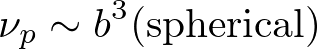 ν_p ∼ b^3(spherical)